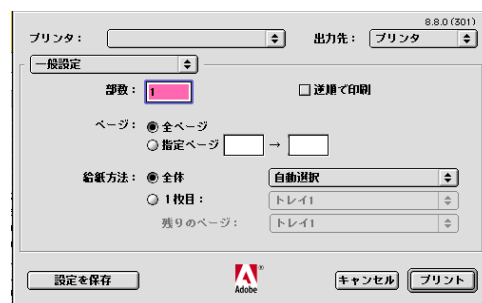 8.8.0 (301)
プリンタ： 出力先： プリンタ
一般設定
部数： 1 逆順で印刷
ページ： 全ページ
指定ページ →
給紙方法： 全体 自動選択
1枚目： トレイ1
残りのページ： トレイ1
設定を保存 Adobe キャンセル プリント